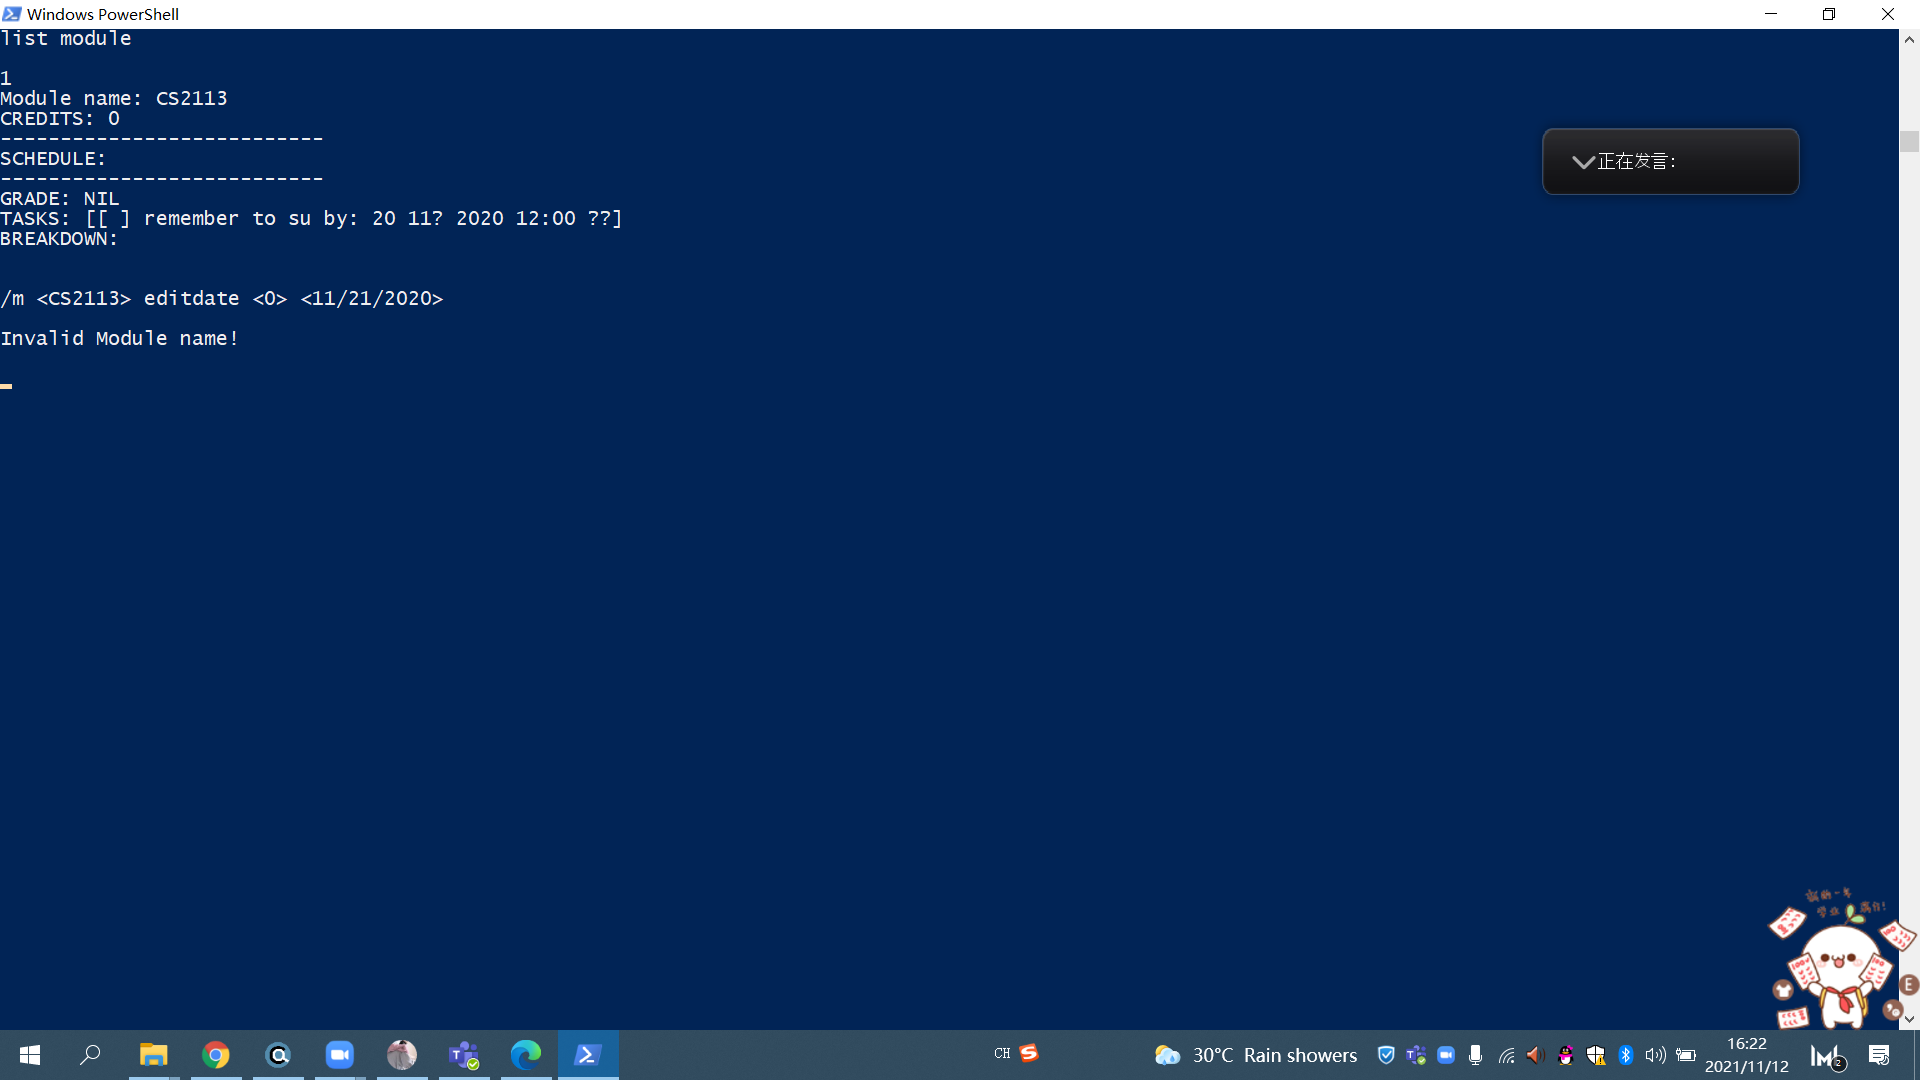 Windows PowerShell
list module
1
Module name: CS2113
CREDITS: 0
---------------------------
SCHEDULE:
---------------------------
GRADE: NIL
TASKS: [[ ] remember to su by: 20 11? 2020 12:00 ??]
BREAKDOWN:
/m <CS2113> editdate <0> <11/21/2020>
Invalid Module name!
正在发言:
E
CH
30°C Rain showers
16:22
2021/11/12
2